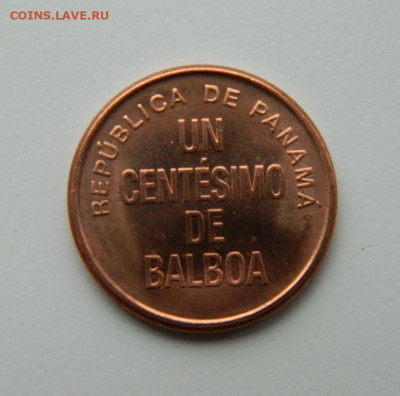 COINS.LAVE.RU
REPÚBLICA DE PANAMÁ
UN
CENTÉSIMO
DE
BALBOA